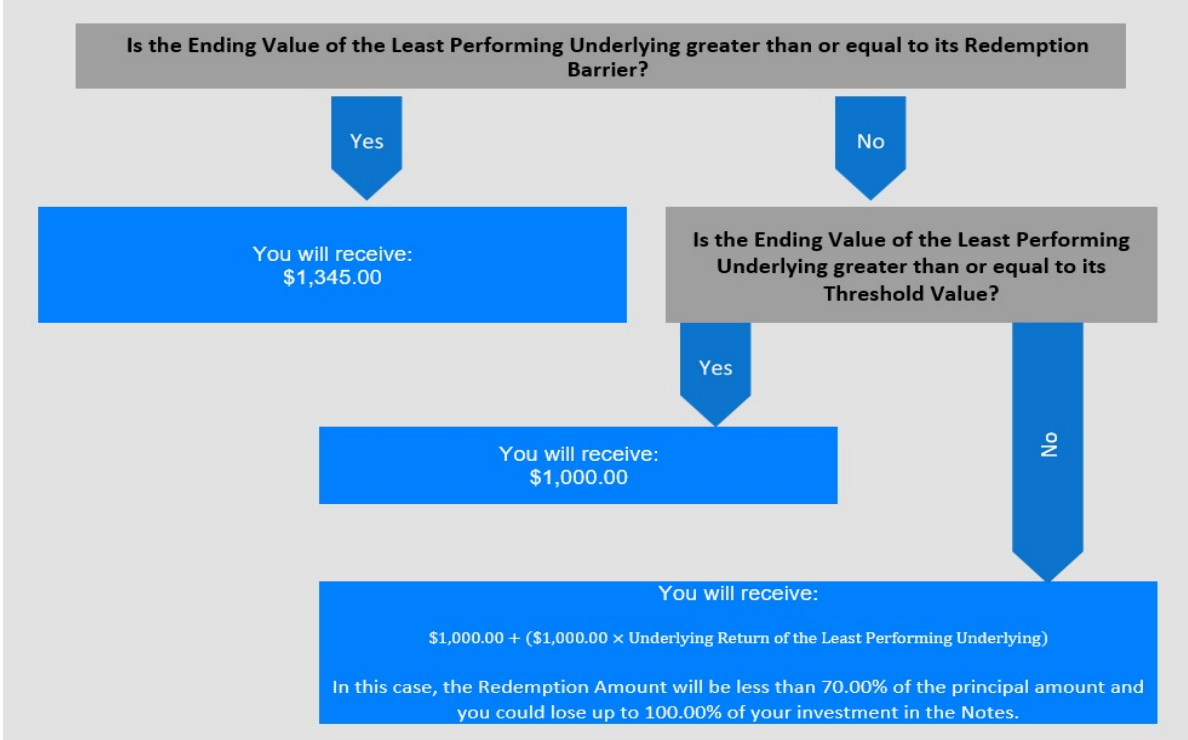 Is the Ending Value of the Least Performing Underlying greater than or equal to its Redemption
Barrier?
Yes
No
You will receive:
$1,345.00
Is the Ending Value of the Least Performing
Underlying greater than or equal to its
Threshold Value?
Yes
No
You will receive:
$1,000.00
You will receive:
$1,000.00 + ($1,000.00 × Underlying Return of the Least Performing Underlying)
In this case, the Redemption Amount will be less than 70.00% of the principal amount and
you could lose up to 100.00% of your investment in the Notes.